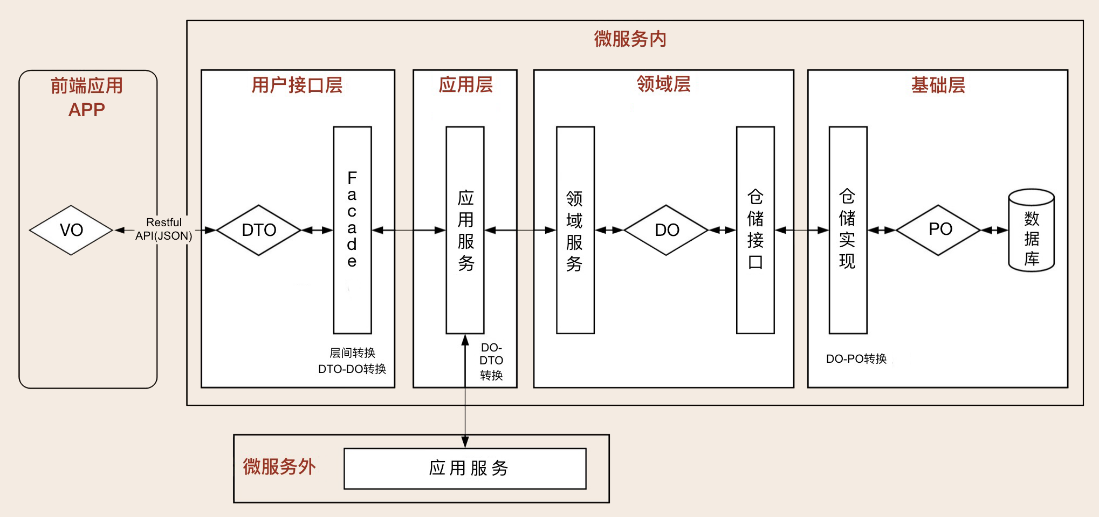 微服务内
前端应用
APP
VO
Restful
API(JSON)
用户接口层
DTO
Facade
层间转换
DTO-DO转换
应用层
应用服务
DO-
DTO
转换
领域层
领域服务
DO
仓储接口
基础层
仓储实现
PO
数据库
DO-PO转换
微服务外
应用服务